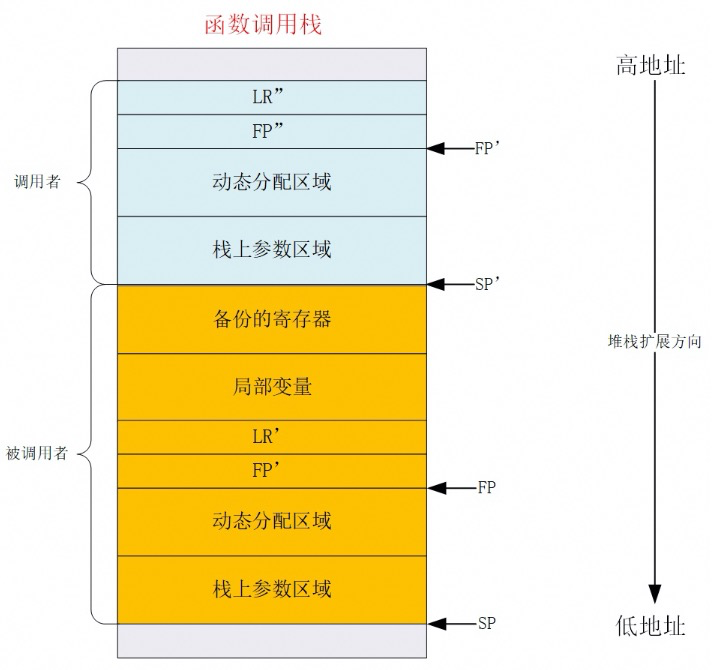 函数调用栈
高地址
LR”
FP”
FP’
调用者
动态分配区域
栈上参数区域
SP’
备份的寄存器
堆栈扩展方向
局部变量
LR’
被调用者
FP’
FP
动态分配区域
栈上参数区域
SP
低地址